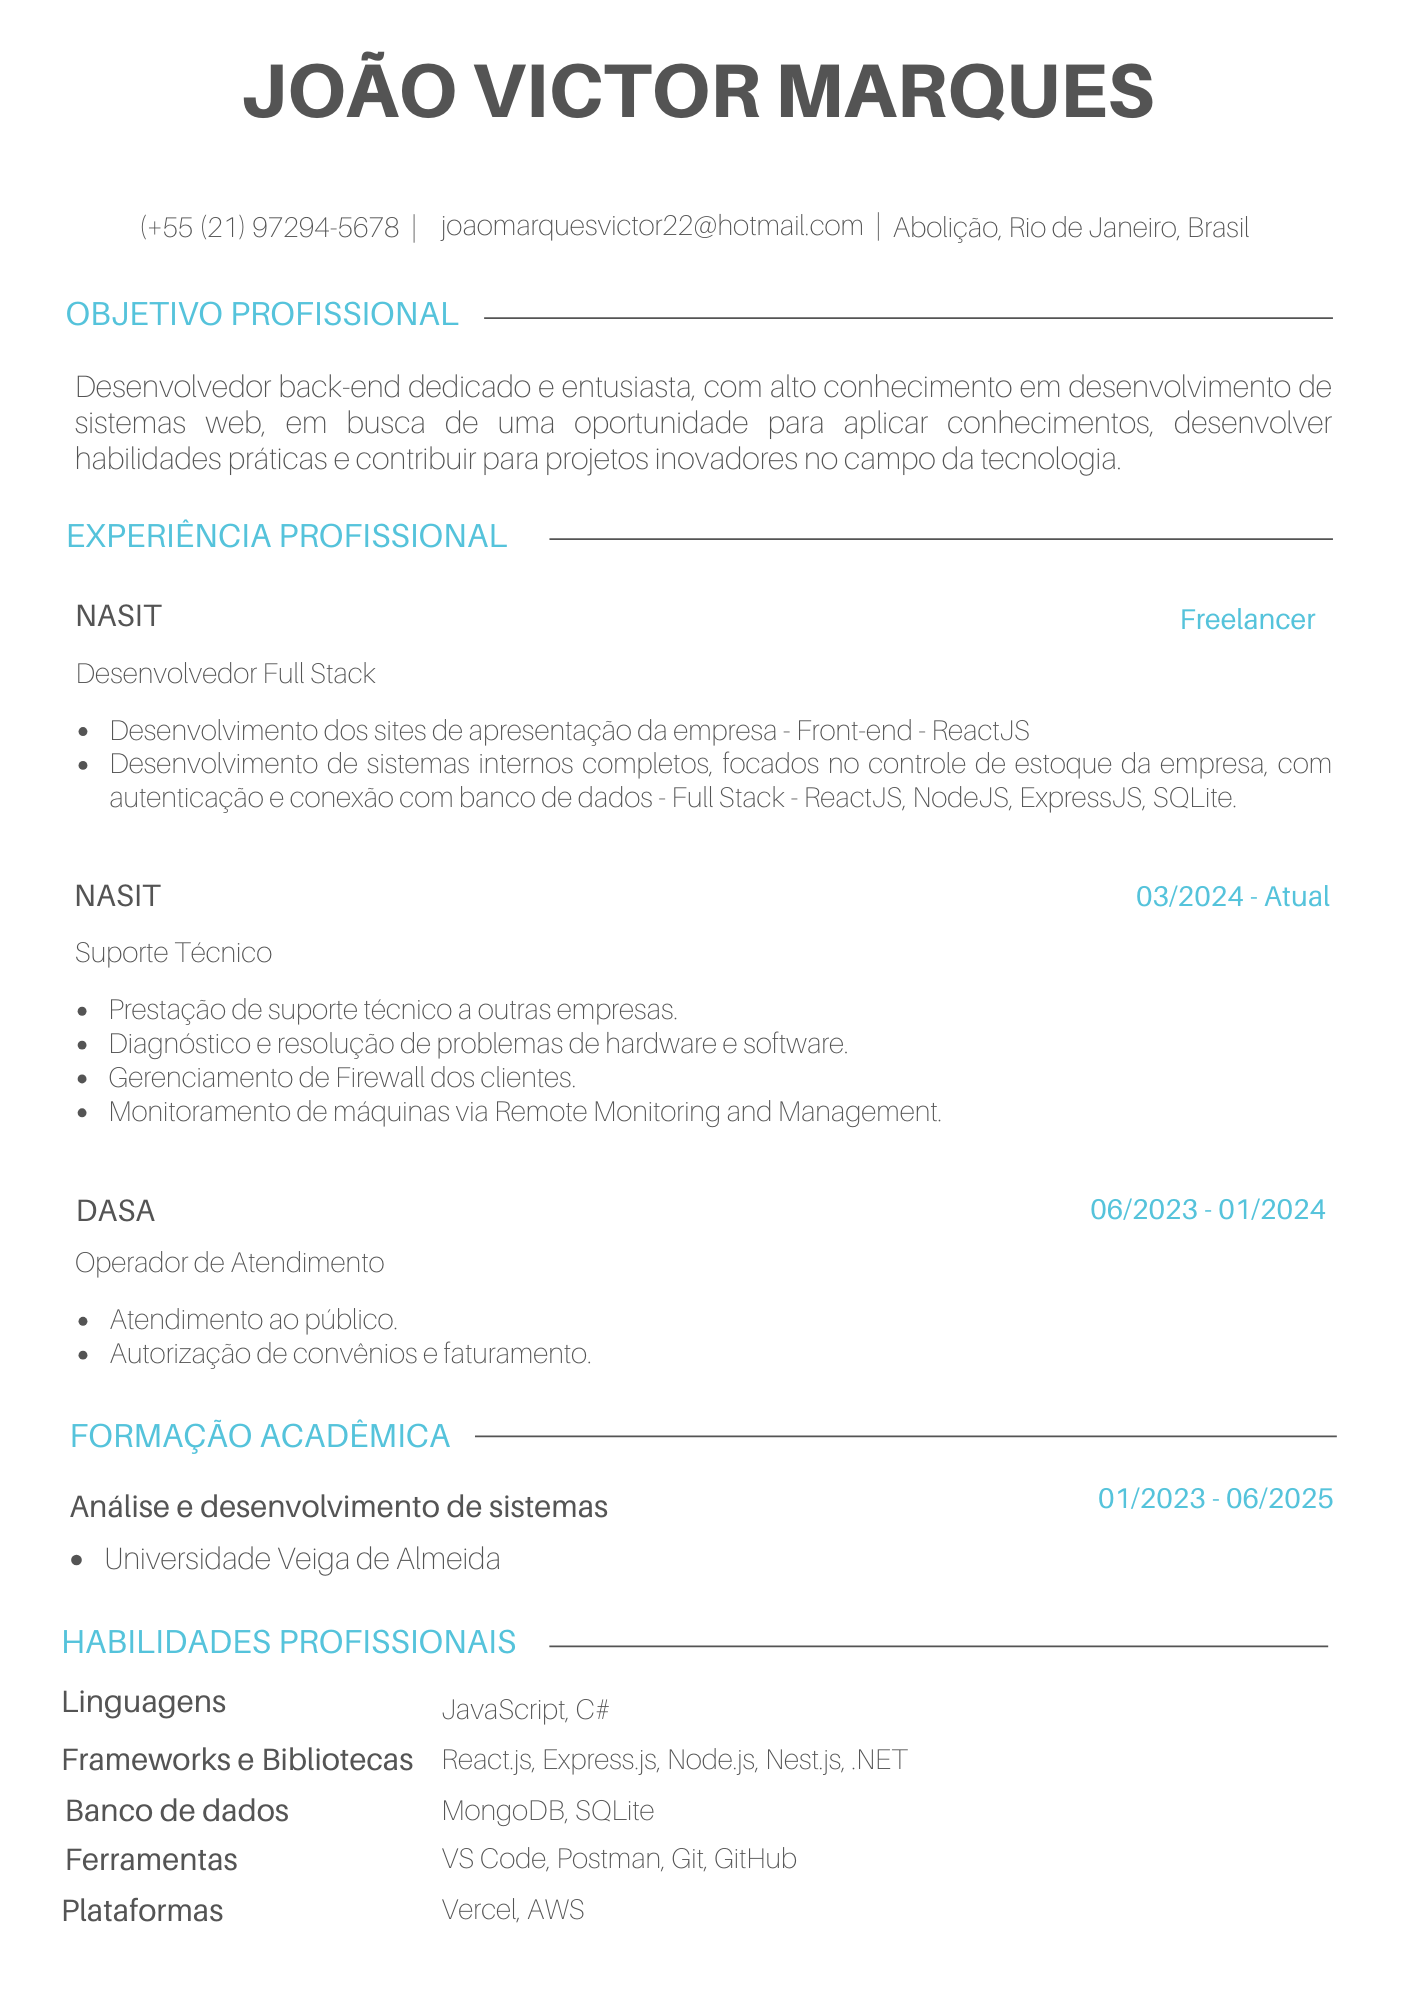 JOÃO VICTOR MARQUES
(+55 (21) 97294-5678 | joaomarquesvictor22@hotmail.com | Abolição, Rio de Janeiro, Brasil
OBJETIVO PROFISSIONAL
Desenvolvedor back-end dedicado e entusiasta, com alto conhecimento em desenvolvimento de
sistemas web, em busca de uma oportunidade para aplicar conhecimentos, desenvolver
habilidades práticas e contribuir para projetos inovadores no campo da tecnologia.
EXPERIÊNCIA PROFISSIONAL
NASIT Freelancer
Desenvolvedor Full Stack
• Desenvolvimento dos sites de apresentação da empresa - Front-end - ReactJS
• Desenvolvimento de sistemas internos completos, focados no controle de estoque da empresa, com
autenticação e conexão com banco de dados - Full Stack - ReactJS, NodeJS, ExpressJS, SQLite.
NASIT 03/2024 - Atual
Suporte Técnico
• Prestação de suporte técnico a outras empresas.
• Diagnóstico e resolução de problemas de hardware e software.
• Gerenciamento de Firewall dos clientes.
• Monitoramento de máquinas via Remote Monitoring and Management.
DASA 06/2023 - 01/2024
Operador de Atendimento
• Atendimento ao público.
• Autorização de convênios e faturamento.
FORMAÇÃO ACADÊMICA
Análise e desenvolvimento de sistemas 01/2023 - 06/2025
• Universidade Veiga de Almeida
HABILIDADES PROFISSIONAIS
Linguagens JavaScript, C#
Frameworks e Bibliotecas React.js, Express.js, Node.js, Nest.js, .NET
Banco de dados MongoDB, SQLite
Ferramentas VS Code, Postman, Git, GitHub
Plataformas Vercel, AWS